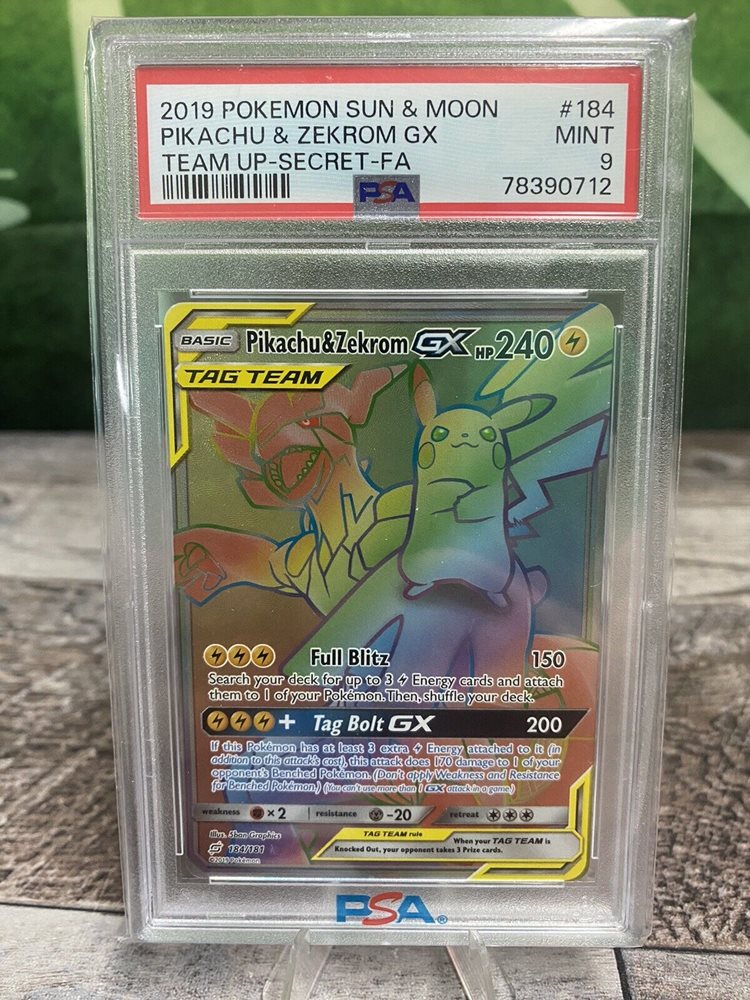 2019 POKEMON SUN & MOON #184
PIKACHU & ZEKROM GX MINT
TEAM UP-SECRET-FA 9
PSA 78390712
BASIC Pikachu&Zekrom GX HP240
TAG TEAM
Full Blitz 150
Search your deck for up to 3 Energy cards and attach
them to 1 of your Pokémon. Then, shuffle your deck.
+ Tag Bolt GX 200
If this Pokémon has at least 3 extra Energy attached to it (in
addition to this attack's cost), this attack does 170 damage to 1 of your
opponent's Benched Pokémon. (Don't apply Weakness and Resistance
for Benched Pokémon.) (You can't use more than 1 GX attack in a game.)
weakness ×2 resistance -20 retreat
Illus. 5ban Graphics
184/181
©2019 Pokémon
TAG TEAM rule When your TAG TEAM is
Knocked Out, your opponent takes 3 Prize cards.
PSA®